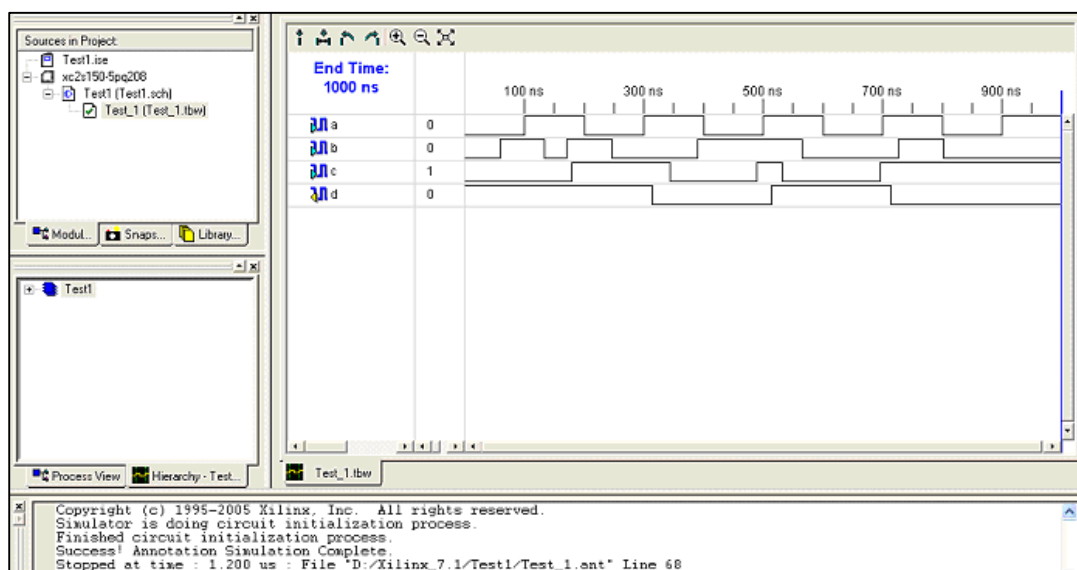 Sources in Project:
Test1.ise
xc2s150-5pq208
Test1 (Test1.sch)
Test_1 (Test_1.tbw)
Modul...
Snaps...
Library...
Test1
Process View
Hierarchy - Test...
End Time:
1000 ns
100 ns
300 ns
500 ns
700 ns
900 ns
a 0
b 0
c 1
d 0
Test_1.tbw
Copyright (c) 1995-2005 Xilinx, Inc. All rights reserved.
Simulator is doing circuit initialization process.
Finished circuit initialization process.
Success! Annotation Simulation Complete.
Stopped at time : 1.200 us : File "D:/Xilinx_7.1/Test1/Test_1.ant" Line 68